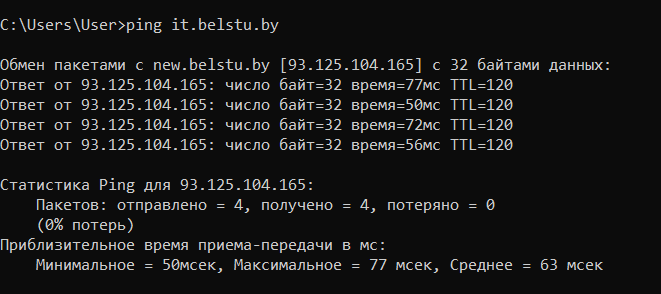 C:\Users\User>ping it.belstu.by
Обмен пакетами с new.belstu.by [93.125.104.165] с 32 байтами данных:
Ответ от 93.125.104.165: число байт=32 время=77мс TTL=120
Ответ от 93.125.104.165: число байт=32 время=50мс TTL=120
Ответ от 93.125.104.165: число байт=32 время=72мс TTL=120
Ответ от 93.125.104.165: число байт=32 время=56мс TTL=120
Статистика Ping для 93.125.104.165:
Пакетов: отправлено = 4, получено = 4, потеряно = 0
(0% потерь)
Приблизительное время приема-передачи в мс:
Минимальное = 50мсек, Максимальное = 77 мсек, Среднее = 63 мсек